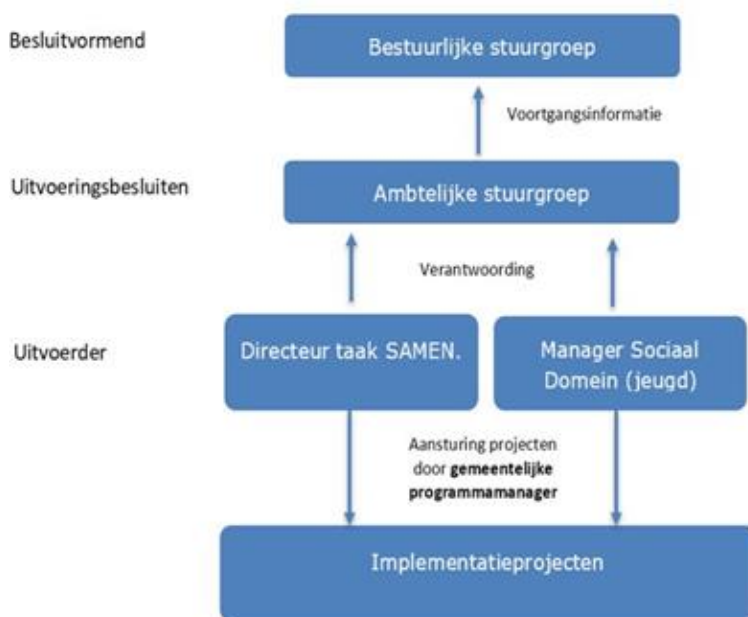 Besluitvormend
Bestuurlijke stuurgroep
Voortgangsinformatie
Uitvoeringsbesluiten
Ambtelijke stuurgroep
Verantwoording
Uitvoerder
Directeur taak SAMEN.
Manager Sociaal
Domein (jeugd)
Aansturing projecten
door gemeentelijke
programmamanager
Implementatieprojecten